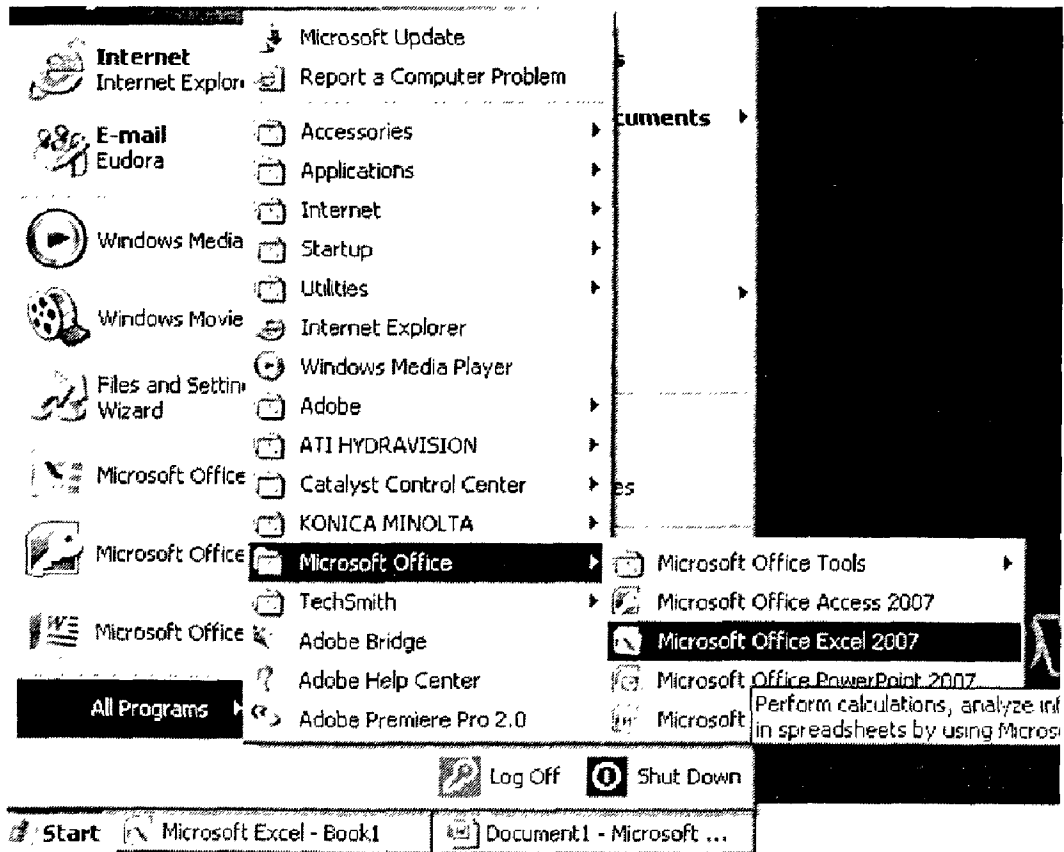 Internet
Internet Explor
E-mail
Eudora
Windows Media
Windows Movie
Files and Settin
Wizard
Microsoft Office
Microsoft Office
Microsoft Office
All Programs
Microsoft Update
Report a Computer Problem
Accessories
Applications
Internet
Startup
Utilities
Internet Explorer
Windows Media Player
Adobe
ATI HYDRAVISION
Catalyst Control Center
KONICA MINOLTA
Microsoft Office
TechSmith
Adobe Bridge
Adobe Help Center
Adobe Premiere Pro 2.0
s
cuments
es
Microsoft Office Tools
Microsoft Office Access 2007
Microsoft Office Excel 2007
Microsoft Office PowerPoint 2007
Microsoft
Perform calculations, analyze inf
in spreadsheets by using Micros
Log Off
Shut Down
Start
Microsoft Excel - Book1
Document1 - Microsoft ...